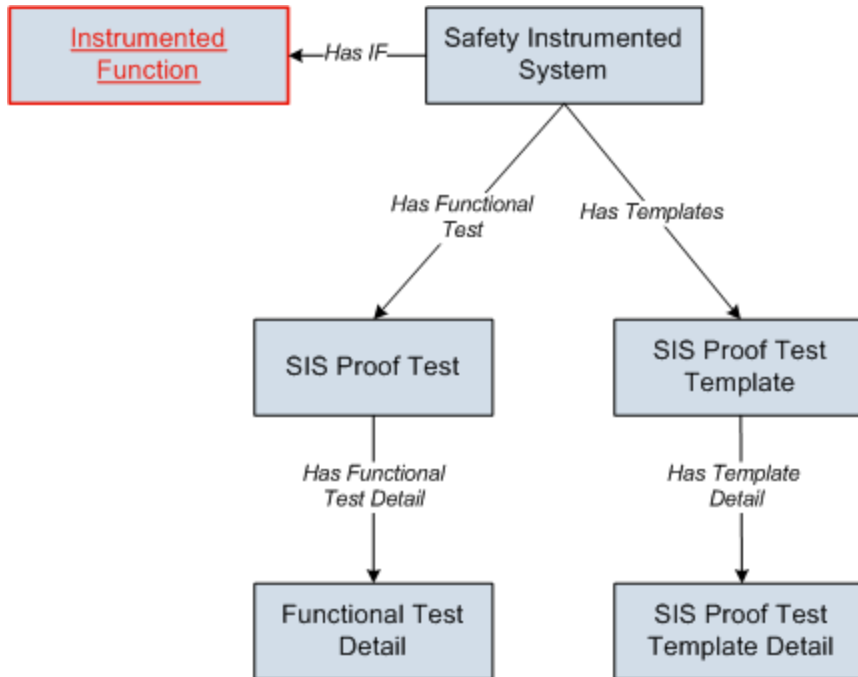 Instrumented
Function
Has IF
Safety Instrumented
System
Has Functional
Test
Has Templates
SIS Proof Test
SIS Proof Test
Template
Has Functional
Test Detail
Has Template
Detail
Functional Test
Detail
SIS Proof Test
Template Detail